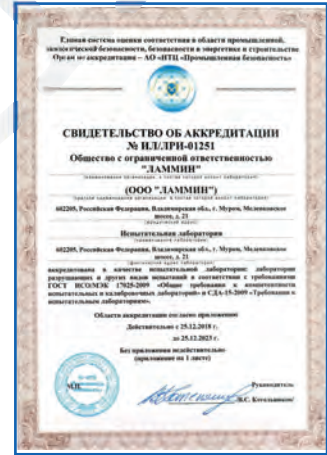 Единая система оценки соответствия в области промышленной,
экологической безопасности, безопасности в энергетике и строительстве
Орган по аккредитации – АО «НТЦ «Промышленная безопасность»
СВИДЕТЕЛЬСТВО ОБ АККРЕДИТАЦИИ
№ ИЛ/ЛРИ-01251
Общество с ограниченной ответственностью
"ЛАММИН"
(ООО "ЛАММИН")
602205, Российская Федерация, Владимирская обл., г. Муром, Меленковское
шоссе, д. 21
Испытательная лаборатория
602205, Российская Федерация, Владимирская обл., г. Муром, Меленковское
шоссе, д. 21
аккредитована в качестве испытательной лаборатории: лаборатории
разрушающих и других видов испытаний в соответствии с требованиями
ГОСТ ИСО/МЭК 17025-2009 «Общие требования к компетентности
испытательных и калибровочных лабораторий» и СДА-15-2009 «Требования к
испытательным лабораториям».
Области аккредитации согласно приложению
Действительно с 25.12.2018 г.
до 25.12.2023 г.
Без приложения недействительно
(приложение на 1 листе)
М.П.
Руководитель
В.С. Котельников